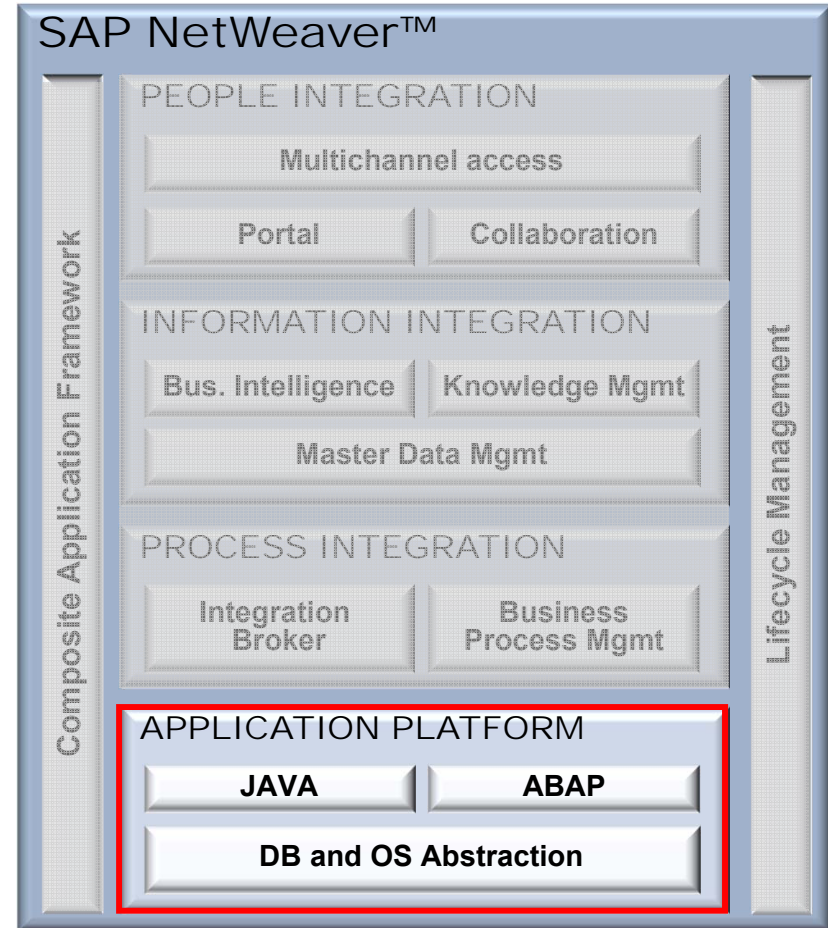 SAP NetWeaver™
Composite Application Framework
PEOPLE INTEGRATION
Multichannel access
Portal
Collaboration
INFORMATION INTEGRATION
Bus. Intelligence
Knowledge Mgmt
Master Data Mgmt
PROCESS INTEGRATION
Integration
Broker
Business
Process Mgmt
APPLICATION PLATFORM
JAVA
ABAP
DB and OS Abstraction
Lifecycle Management